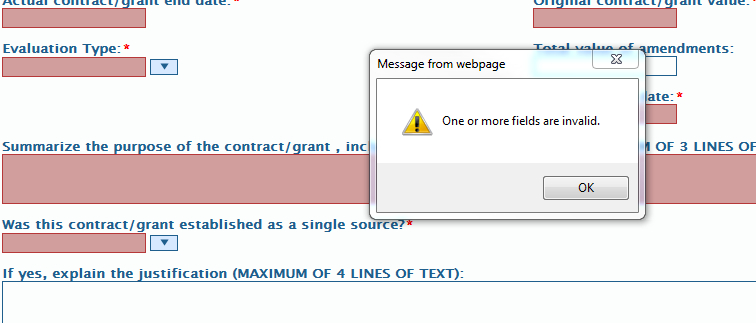 Actual contract/grant end date:*
Original contract/grant value:*
Evaluation Type:*
Total value of amendments:
Message from webpage
One or more fields are invalid.
OK
ate:*
Summarize the purpose of the contract/grant , inc
M OF 3 LINES OF
Was this contract/grant established as a single source?*
If yes, explain the justification (MAXIMUM OF 4 LINES OF TEXT):